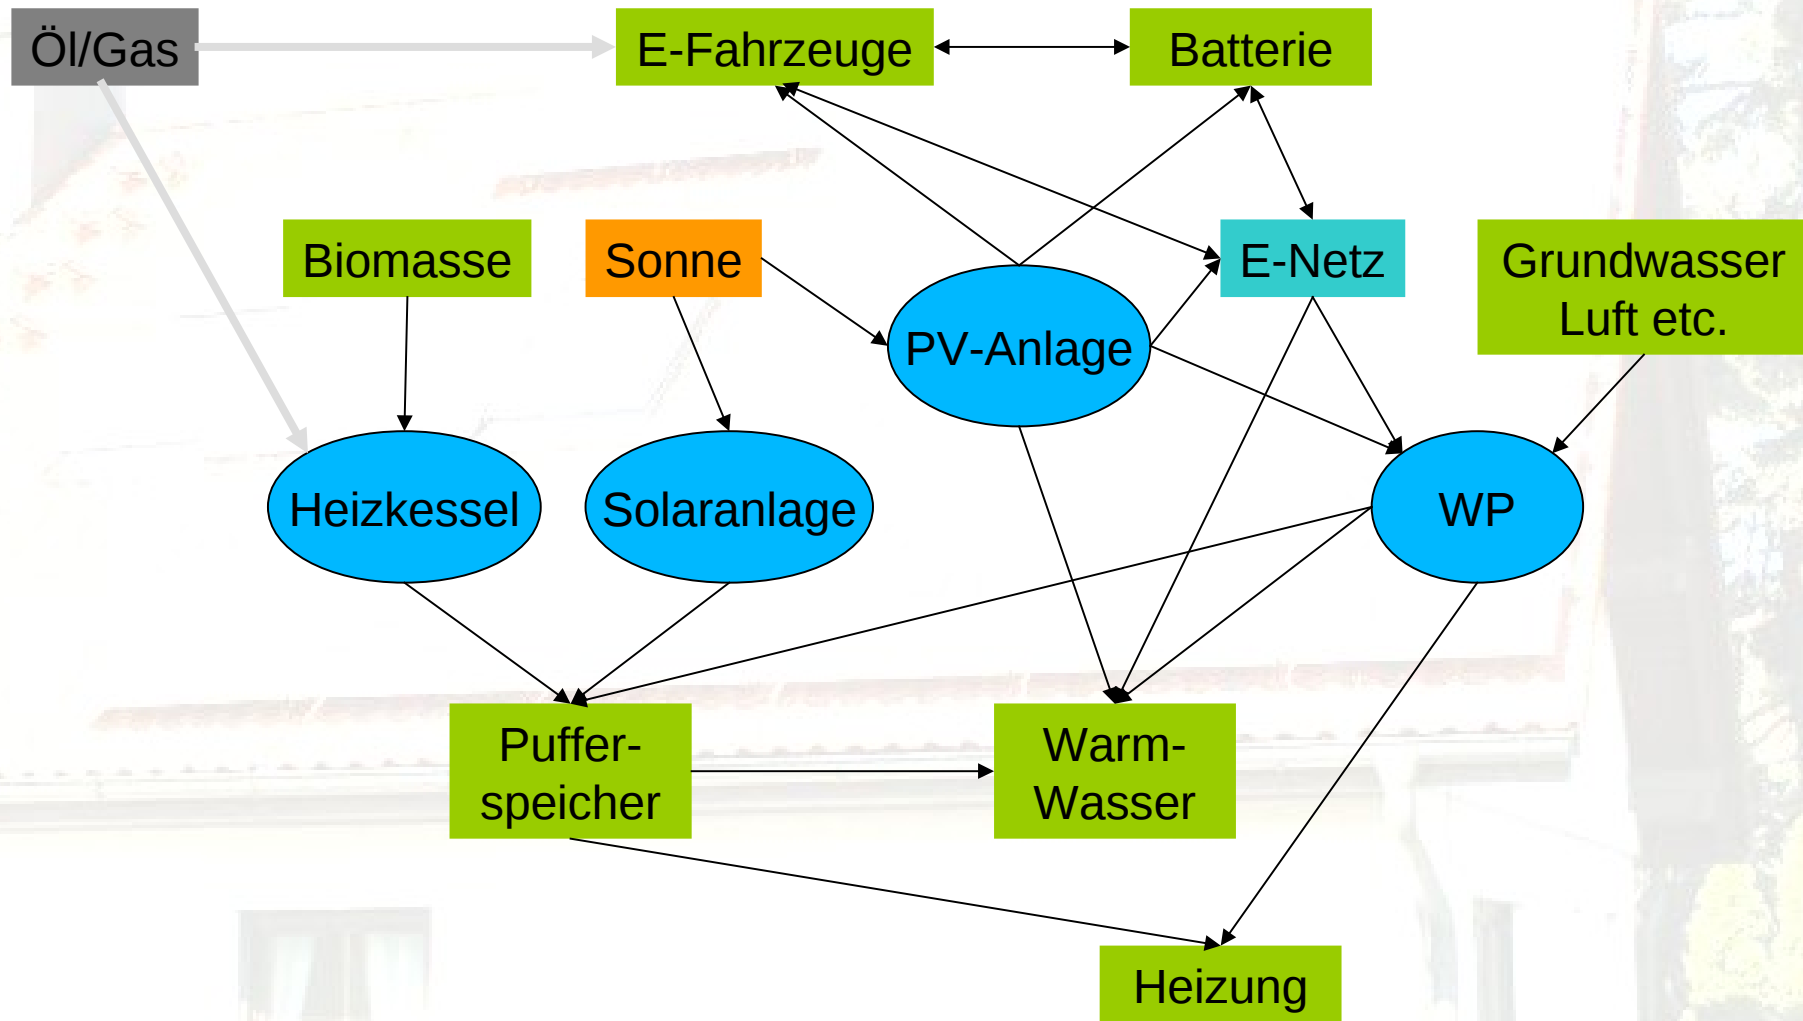 Öl/Gas
E-Fahrzeuge
Batterie
Biomasse
Sonne
E-Netz
Grundwasser
Luft etc.
PV-Anlage
Heizkessel
Solaranlage
WP
Puffer-
speicher
Warm-
Wasser
Heizung